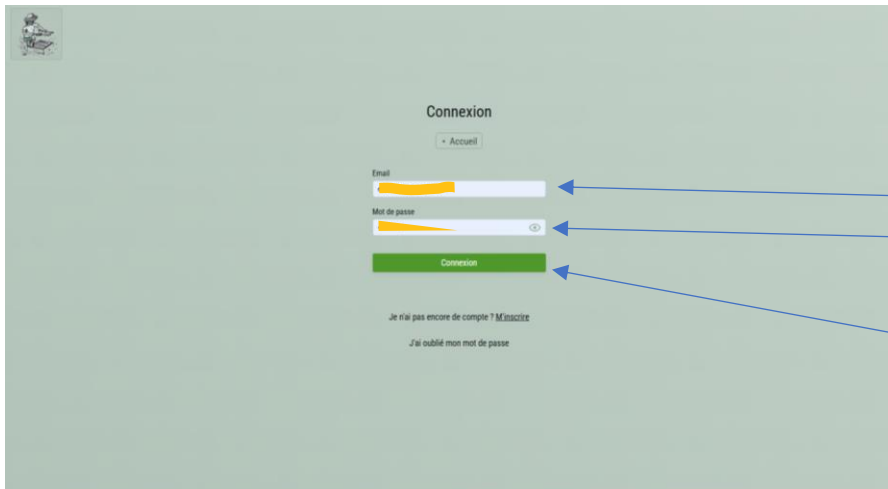 Connexion
Accueil
Email
Mot de passe
Connexion
Je n'ai pas encore de compte ? M'inscrire
J'ai oublié mon mot de passe